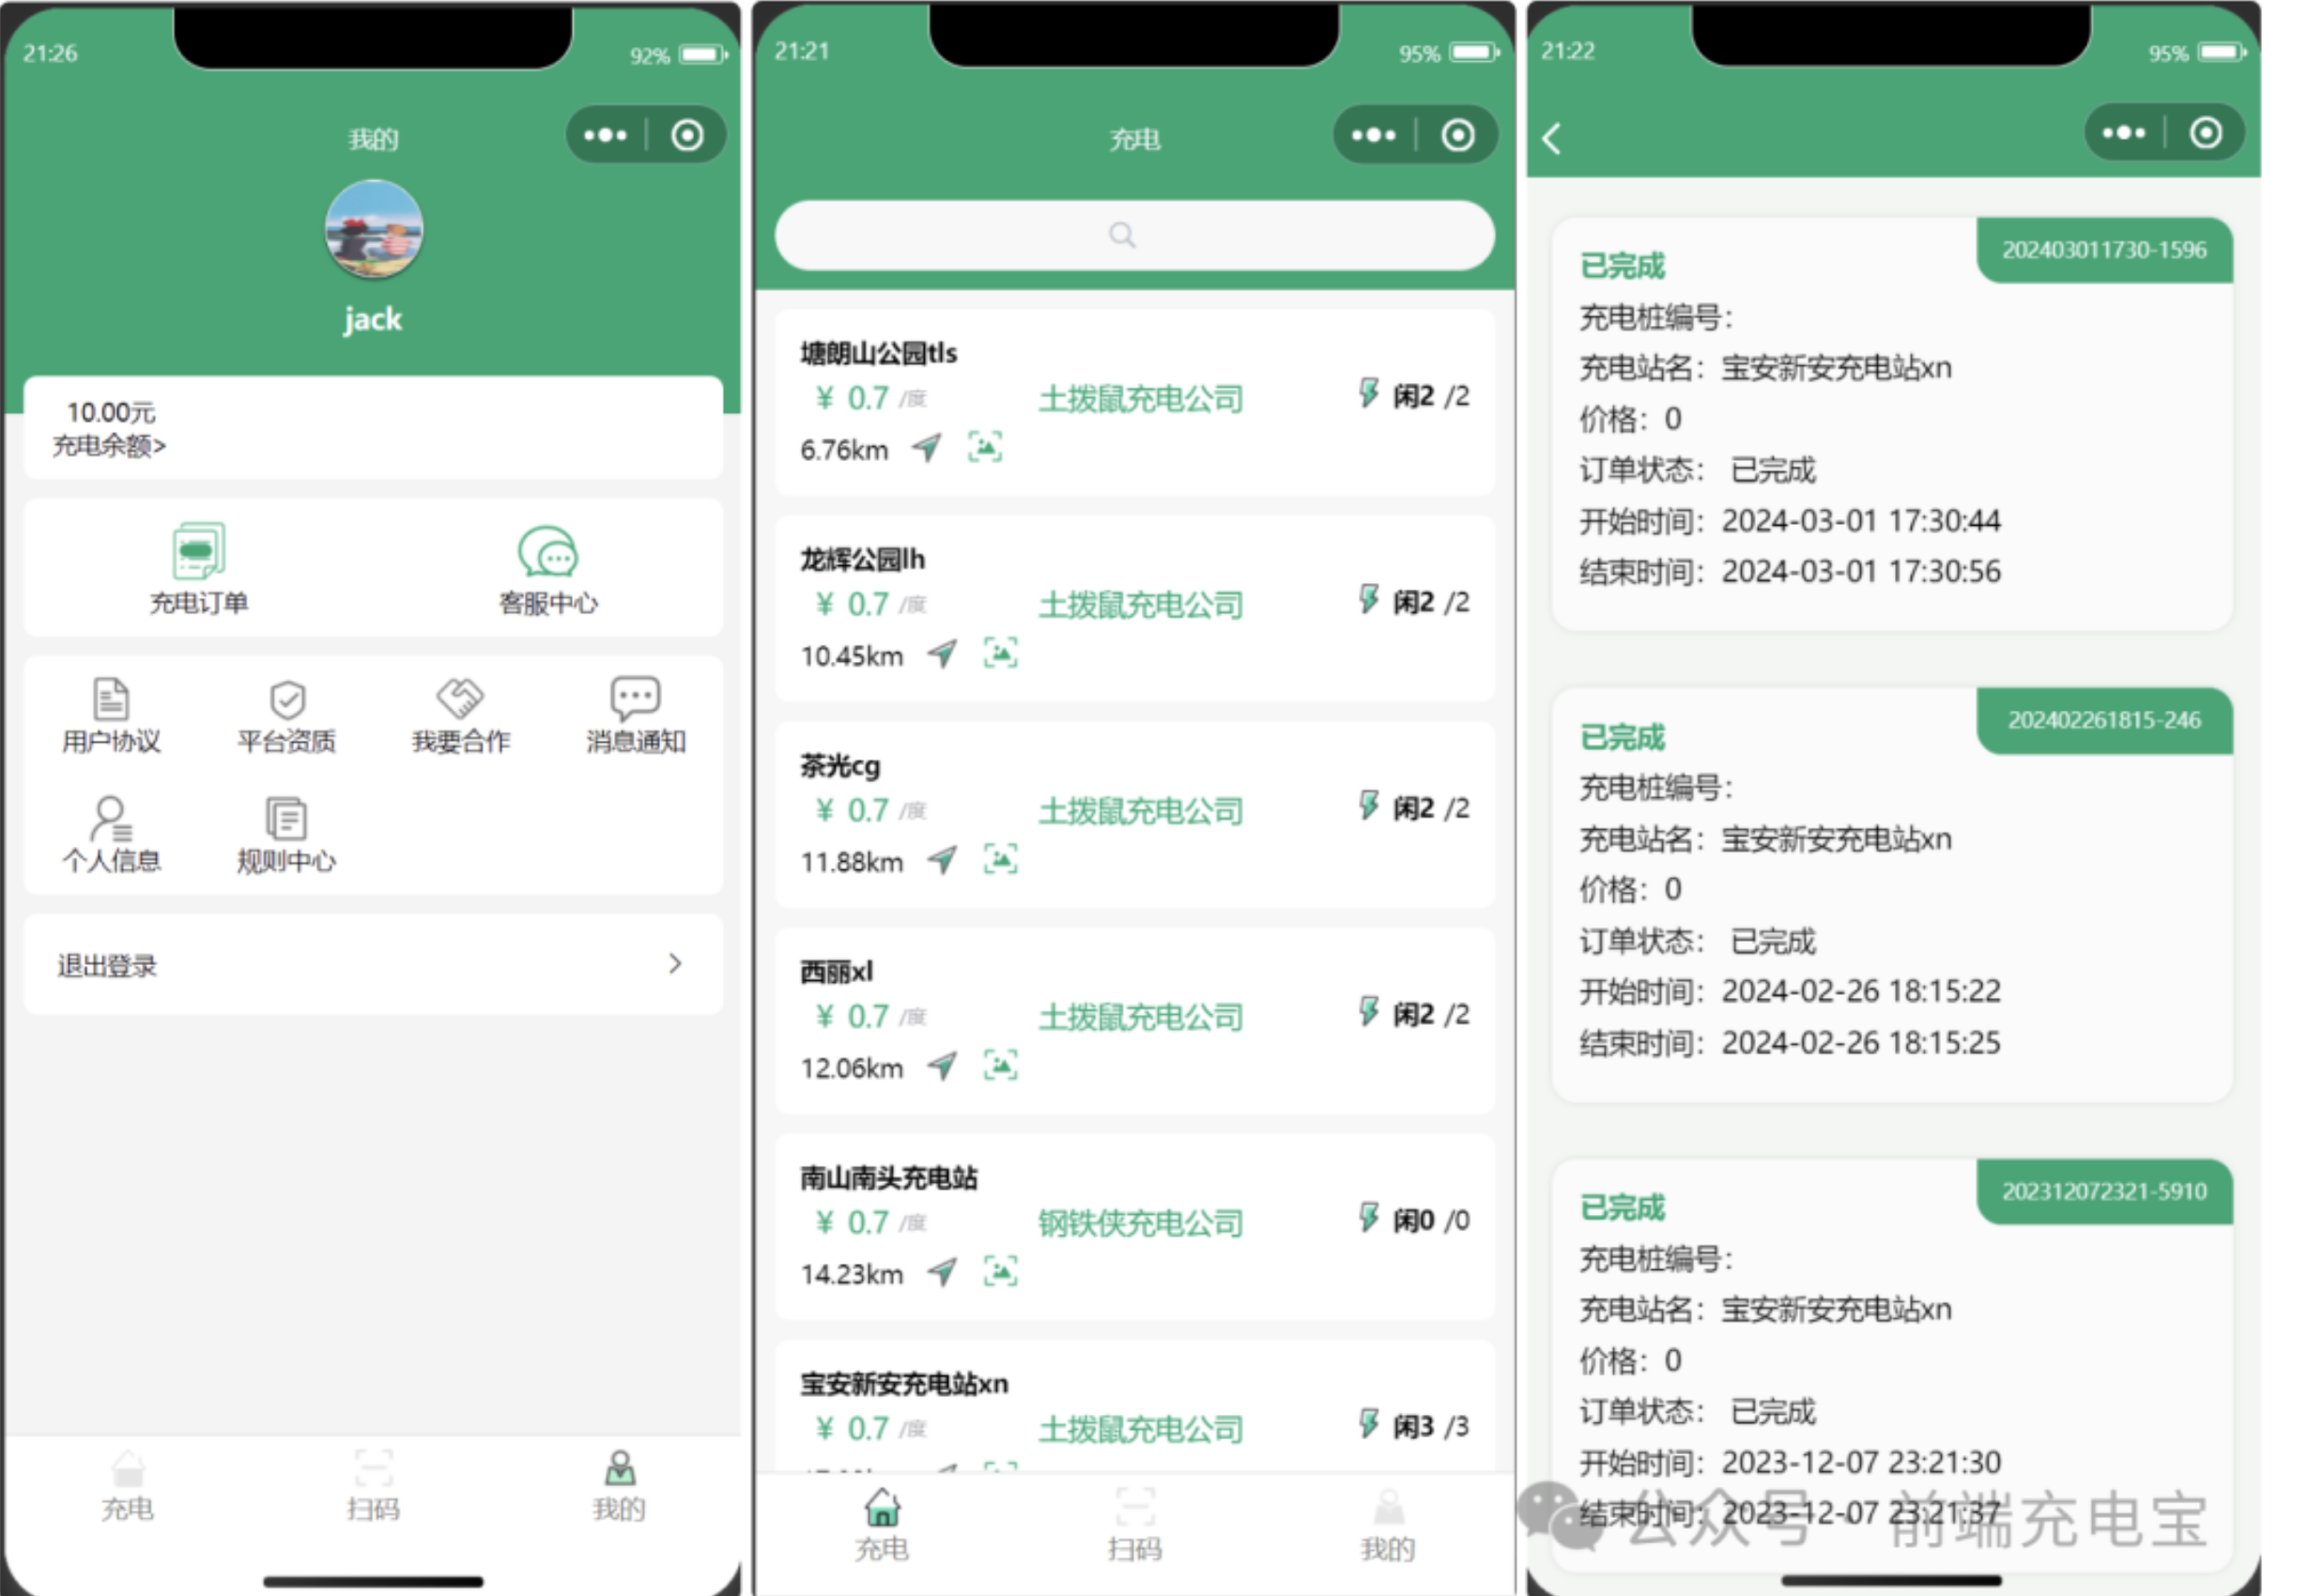 21:26
92%
我的
jack
10.00元
充电余额>
充电订单
客服中心
用户协议
平台资质
我要合作
消息通知
个人信息
规则中心
退出登录
充电
扫码
我的
21:21
95%
充电
塘朗山公园tls
¥ 0.7 /度
土拨鼠充电公司
闲2 /2
6.76km
龙辉公园lh
¥ 0.7 /度
土拨鼠充电公司
闲2 /2
10.45km
茶光cg
¥ 0.7 /度
土拨鼠充电公司
闲2 /2
11.88km
西丽xl
¥ 0.7 /度
土拨鼠充电公司
闲2 /2
12.06km
南山南头充电站
¥ 0.7 /度
钢铁侠充电公司
闲0 /0
14.23km
宝安新安充电站xn
¥ 0.7 /度
土拨鼠充电公司
闲3 /3
充电
扫码
我的
21:22
95%
已完成
202403011730-1596
充电桩编号：
充电站名：宝安新安充电站xn
价格：0
订单状态： 已完成
开始时间：2024-03-01 17:30:44
结束时间：2024-03-01 17:30:56
已完成
202402261815-246
充电桩编号：
充电站名：宝安新安充电站xn
价格：0
订单状态： 已完成
开始时间：2024-02-26 18:15:22
结束时间：2024-02-26 18:15:25
已完成
202312072321-5910
充电桩编号：
充电站名：宝安新安充电站xn
价格：0
订单状态： 已完成
开始时间：2023-12-07 23:21:30
结束时间：2023-12-07 23:21:37
公众号 · 前端充电宝